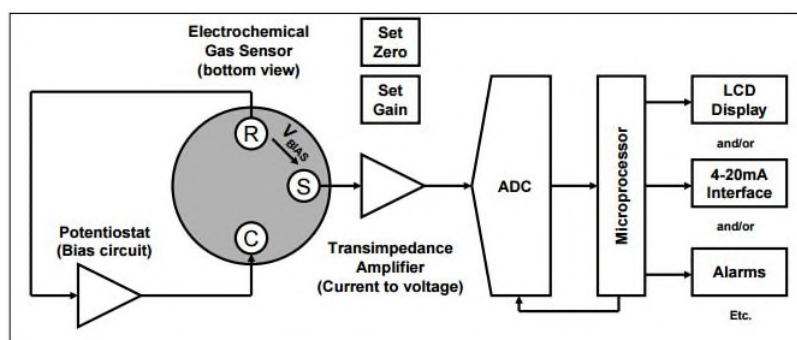 Electrochemical
Gas Sensor
(bottom view)
Set
Zero
Set
Gain
R
V BIAS
S
C
Potentiostat
(Bias circuit)
Transimpedance
Amplifier
(Current to voltage)
ADC
Microprocessor
LCD
Display
and/or
4-20mA
Interface
and/or
Alarms
Etc.